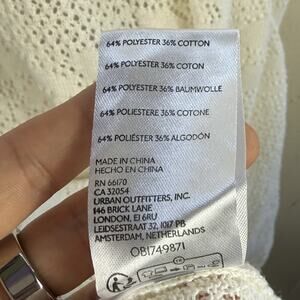 64% POLYESTER 36% COTTON
64% POLYESTER 36% COTON
64% POLYESTER 36% BAUMWOLLE
64% POLIESTERE 36% COTONE
64% POLIÉSTER 36% ALGODÓN
MADE IN CHINA
HECHO EN CHINA
RN 66170
CA 32054
URBAN OUTFITTERS, INC.
146 BRICK LANE
LONDON, E1 6RU
LEIDSESTRAAT 32, 1017 PB
AMSTERDAM, NETHERLANDS
OB1749871